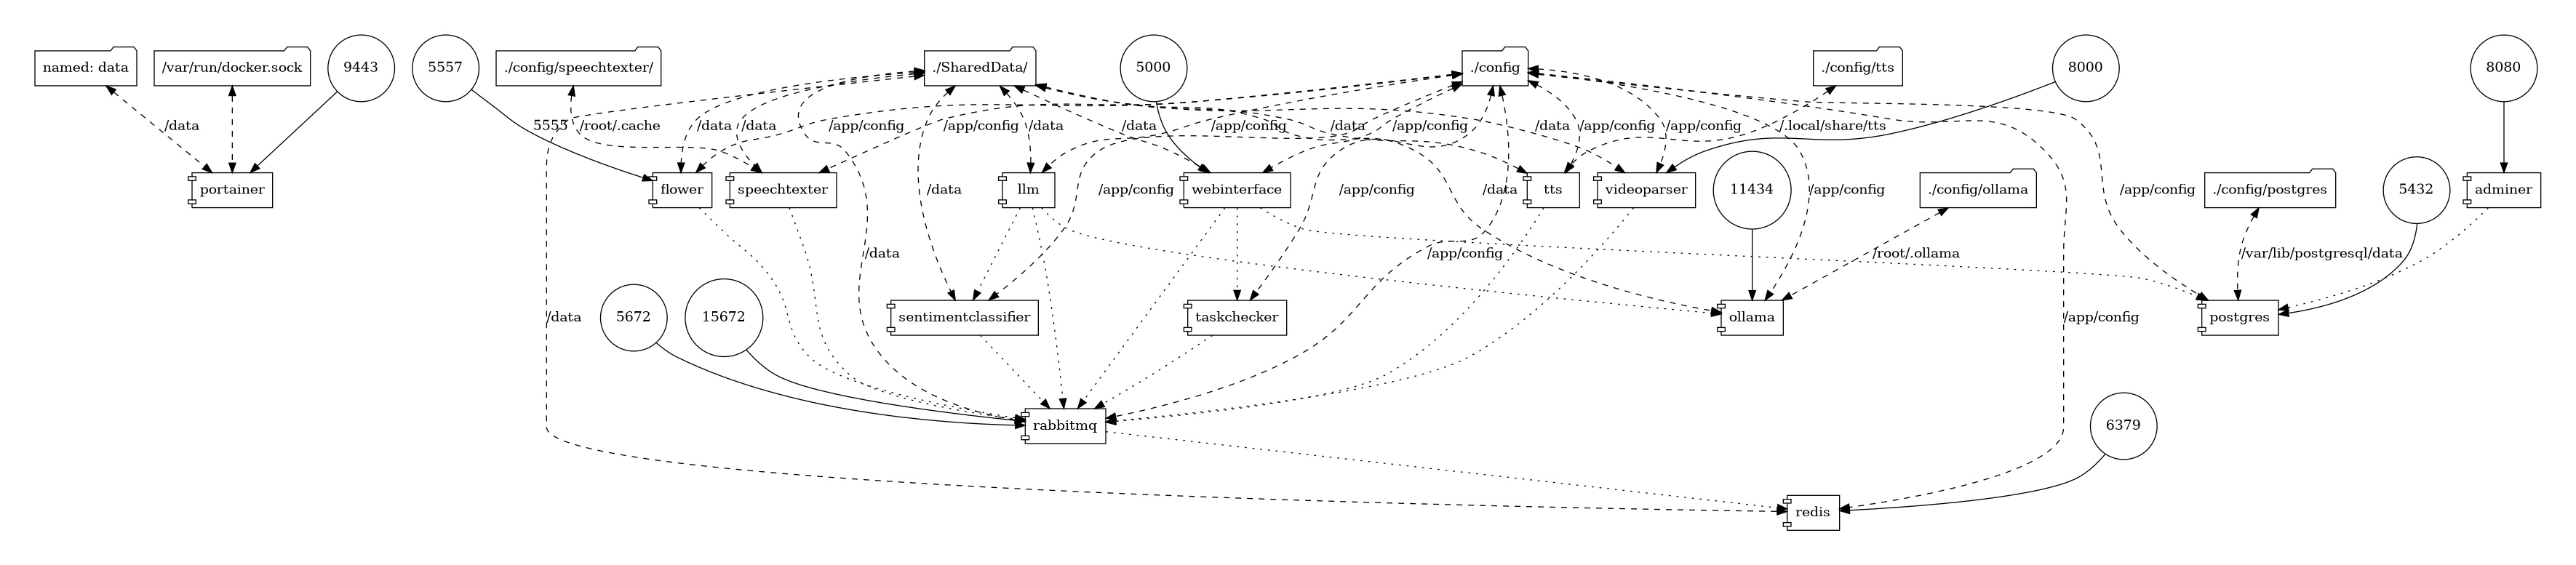 named: data
/var/run/docker.sock
9443
5557
./config/speechtexter/
./SharedData/
5000
./config
./config/tts
8000
8080
/data
5555
/root/.cache
/data
/data
/app/config
/app/config
/data
/data
/app/config
/data
/app/config
/data
/app/config
/app/config
/.local/share/tts
portainer
flower
speechtexter
/data
llm
/app/config
webinterface
/app/config
/data
tts
videoparser
11434
/app/config
./config/ollama
/app/config
./config/postgres
5432
adminer
/data
/app/config
/root/.ollama
/var/lib/postgresql/data
/data
5672
15672
sentimentclassifier
taskchecker
ollama
/app/config
postgres
rabbitmq
6379
redis